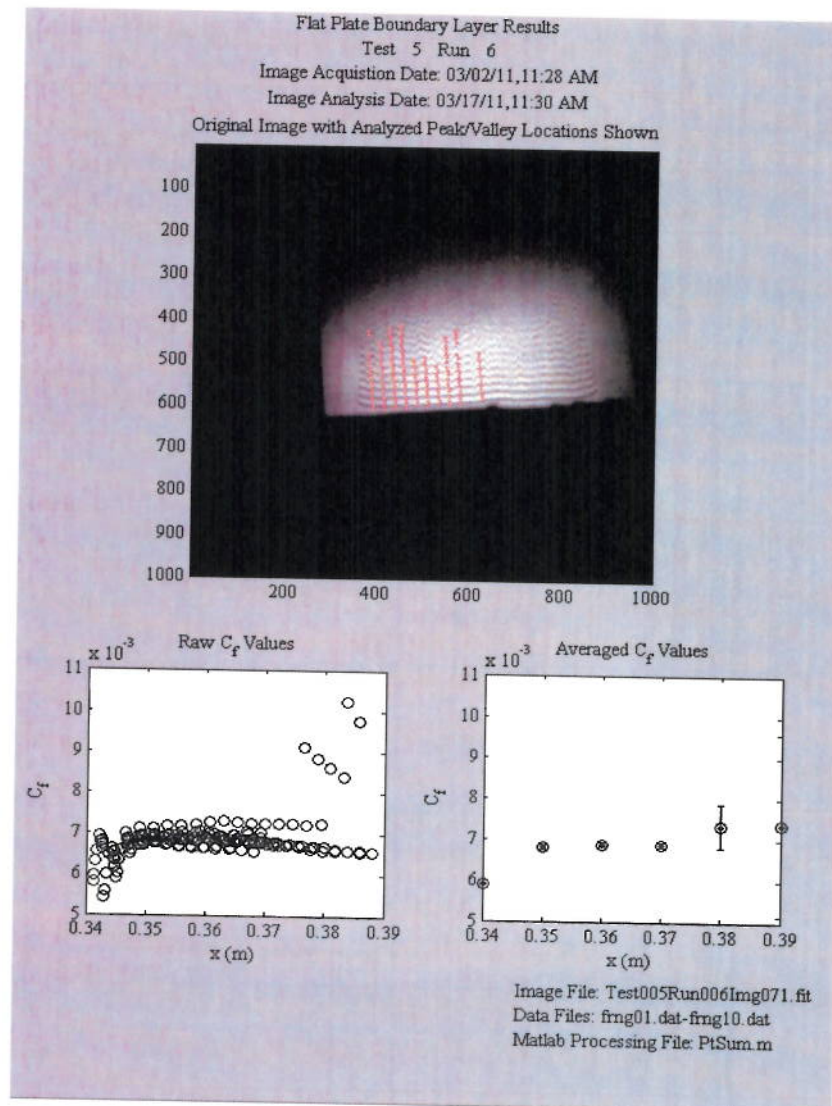 Flat Plate Boundary Layer Results
Test 5 Run 6
Image Acquistion Date: 03/02/11,11:28 AM
Image Analysis Date: 03/17/11,11:30 AM
Original Image with Analyzed Peak/Valley Locations Shown
100
200
300
400
500
600
700
800
900
1000
200 400 600 800 1000
Raw Cf Values
x 10-3
11
10
9
8
7
6
5
Cf
0.34 0.35 0.36 0.37 0.38 0.39
x (m)
Averaged Cf Values
x 10-3
11
10
9
8
7
6
5
Cf
0.34 0.35 0.36 0.37 0.38 0.39
x (m)
Image File: Test005Run006Img071.fit
Data Files: frng01.dat-frng10.dat
Matlab Processing File: PtSum.m